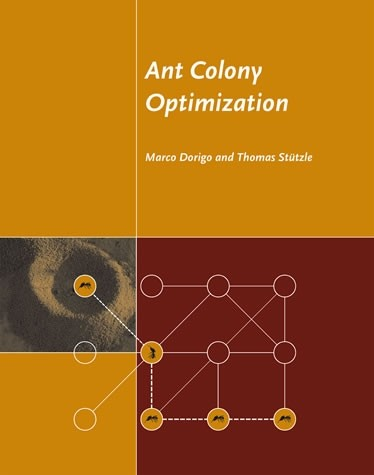 Ant Colony
Optimization
Marco Dorigo and Thomas Stützle